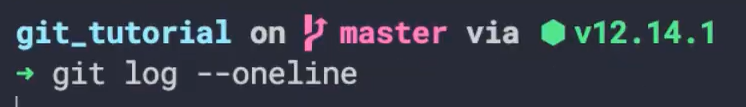 git_tutorial on master via v12.14.1
→ git log --oneline